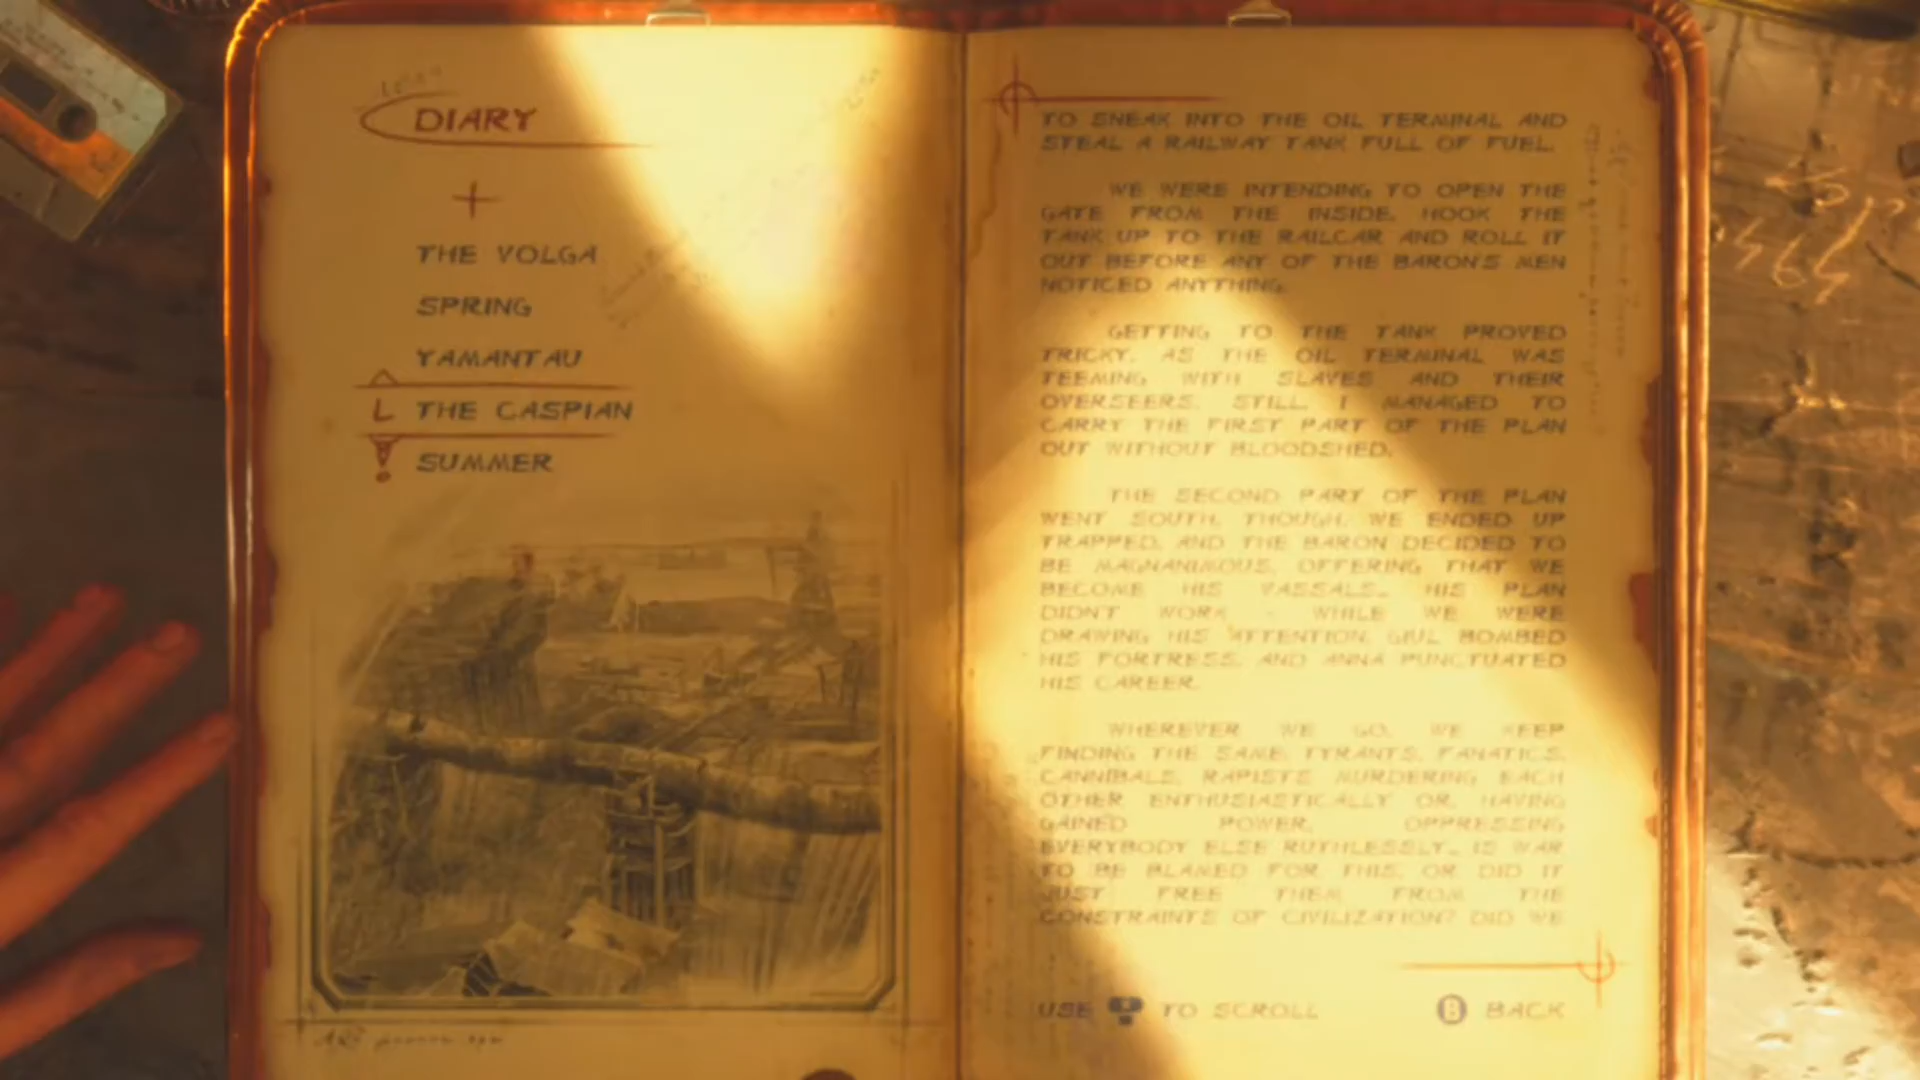 DIARY
THE VOLGA
SPRING
YAMANTAU
L THE CASPIAN
SUMMER
TO SNEAK INTO THE OIL TERMINAL AND
STEAL A RAILWAY TANK FULL OF FUEL.
WE WERE INTENDING TO OPEN THE
GATE FROM THE INSIDE, HOOK THE
TANK UP TO THE RAILCAR AND ROLL IT
OUT BEFORE ANY OF THE BARON'S MEN
NOTICED ANYTHING.
GETTING TO THE TANK PROVED
TRICKY, AS THE OIL TERMINAL WAS
TEEMING WITH SLAVES AND THEIR
OVERSEERS. STILL, I MANAGED TO
CARRY THE FIRST PART OF THE PLAN
OUT WITHOUT BLOODSHED.
THE SECOND PART OF THE PLAN
WENT SOUTH, THOUGH. WE ENDED UP
TRAPPED, AND THE BARON DECIDED TO
BE MAGNANIMOUS, OFFERING THAT WE
BECOME HIS VASSALS... HIS PLAN
DIDN'T WORK - WHILE WE WERE
DRAWING HIS ATTENTION, GIUL BOMBED
HIS FORTRESS, AND ANNA PUNCTUATED
HIS CAREER.
WHEREVER WE GO, WE KEEP
FINDING THE SAME: TYRANTS, FANATICS,
CANNIBALS, RAPISTS MURDERING EACH
OTHER ENTHUSIASTICALLY OR, HAVING
GAINED POWER, OPPRESSING
EVERYBODY ELSE RUTHLESSLY... IS WAR
TO BE BLAMED FOR THIS, OR DID IT
JUST FREE THEM FROM THE
CONSTRAINTS OF CIVILIZATION? DID WE
USE TO SCROLL B BACK